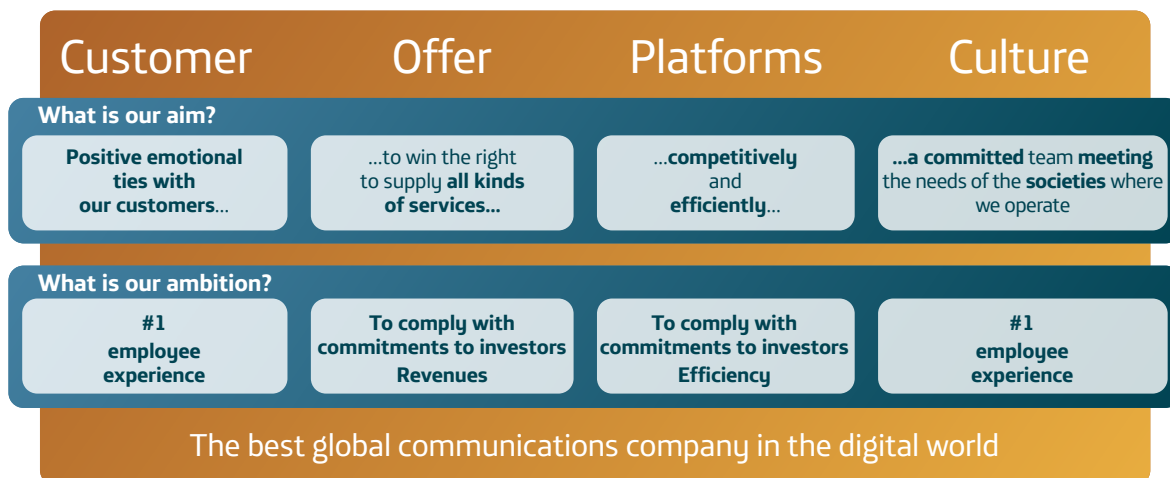 Customer Offer Platforms Culture
What is our aim?
Positive emotional
ties with
our customers...
...to win the right
to supply all kinds
of services...
...competitively
and
efficiently...
...a committed team meeting
the needs of the societies where
we operate
What is our ambition?
#1
employee
experience
To comply with
commitments to investors
Revenues
To comply with
commitments to investors
Efficiency
#1
employee
experience
The best global communications company in the digital world